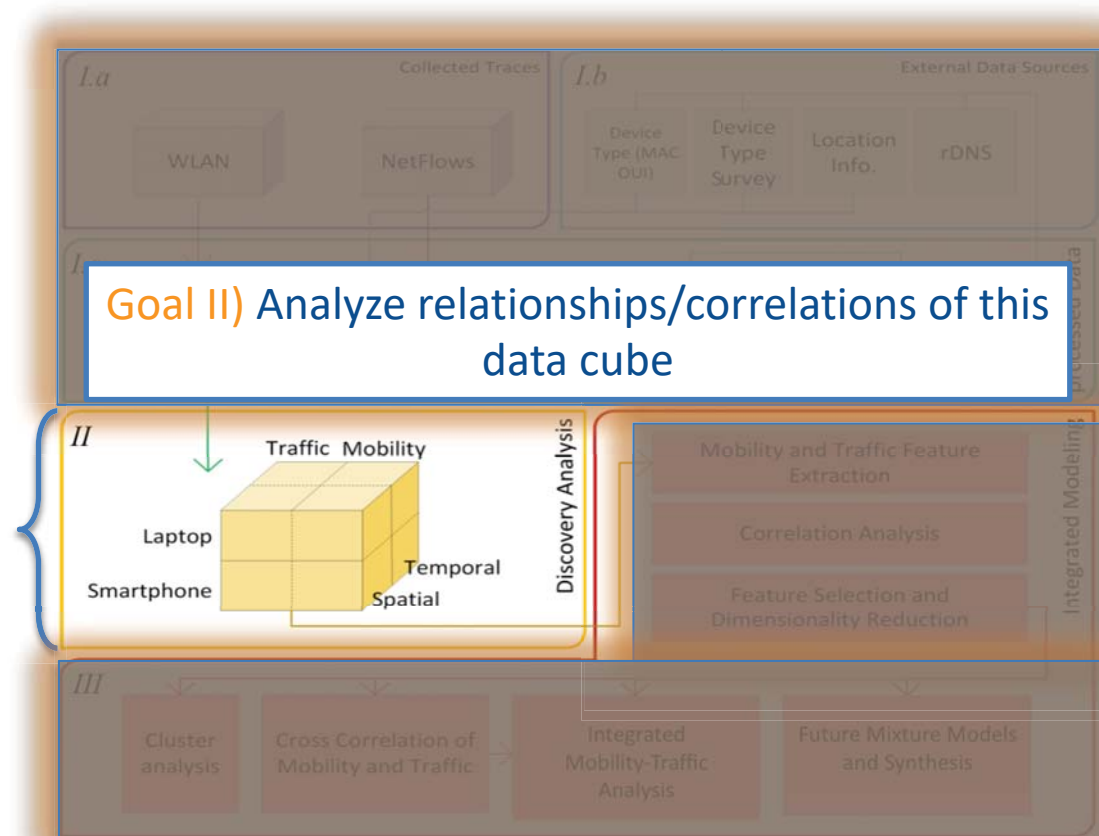 I.a
Collected Traces
WLAN
NetFlows
I.b
External Data Sources
Device
Type (MAC
OUI)
Device
Type
Survey
Location
Info.
rDNS
Goal II) Analyze relationships/correlations of this
data cube
II
Traffic Mobility
Laptop
Smartphone
Temporal
Spatial
Discovery Analysis
Mobility and Traffic Feature
Extraction
Correlation Analysis
Feature Selection and
Dimensionality Reduction
Integrated Modeling
III
Cluster
analysis
Cross Correlation of
Mobility and Traffic
Integrated
Mobility-Traffic
Analysis
Future Mixture Models
and Synthesis